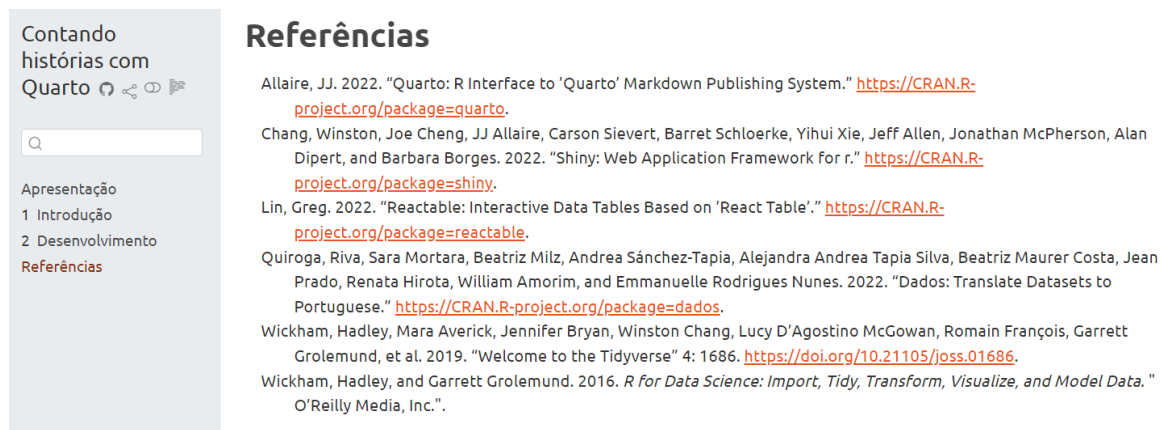 Contando
histórias com
Quarto
Apresentação
1 Introdução
2 Desenvolvimento
Referências
Referências
Allaire, JJ. 2022. “Quarto: R Interface to ’Quarto’ Markdown Publishing System.” https://CRAN.R-
project.org/package=quarto.
Chang, Winston, Joe Cheng, JJ Allaire, Carson Sievert, Barret Schloerke, Yihui Xie, Jeff Allen, Jonathan McPherson, Alan
Dipert, and Barbara Borges. 2022. “Shiny: Web Application Framework for r.” https://CRAN.R-
project.org/package=shiny.
Lin, Greg. 2022. “Reactable: Interactive Data Tables Based on ’React Table’.” https://CRAN.R-
project.org/package=reactable.
Quiroga, Riva, Sara Mortara, Beatriz Milz, Andrea Sánchez-Tapia, Alejandra Andrea Tapia Silva, Beatriz Maurer Costa, Jean
Prado, Renata Hirota, William Amorim, and Emmanuelle Rodrigues Nunes. 2022. “Dados: Translate Datasets to
Portuguese.” https://CRAN.R-project.org/package=dados.
Wickham, Hadley, Mara Averick, Jennifer Bryan, Winston Chang, Lucy D’Agostino McGowan, Romain François, Garrett
Grolemund, et al. 2019. “Welcome to the Tidyverse” 4: 1686. https://doi.org/10.21105/joss.01686.
Wickham, Hadley, and Garrett Grolemund. 2016. R for Data Science: Import, Tidy, Transform, Visualize, and Model Data. "
O’Reilly Media, Inc.".